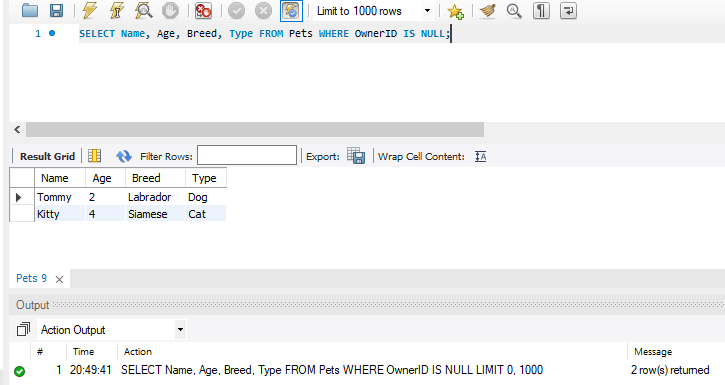 Limit to 1000 rows
1 SELECT Name, Age, Breed, Type FROM Pets WHERE OwnerID IS NULL;
Result Grid Filter Rows: Export: Wrap Cell Content: IA
Name Age Breed Type
Tommy 2 Labrador Dog
Kitty 4 Siamese Cat
Pets 9
Output
Action Output
# Time Action Message
1 20:49:41 SELECT Name, Age, Breed, Type FROM Pets WHERE OwnerID IS NULL LIMIT 0, 1000 2 row(s) returned